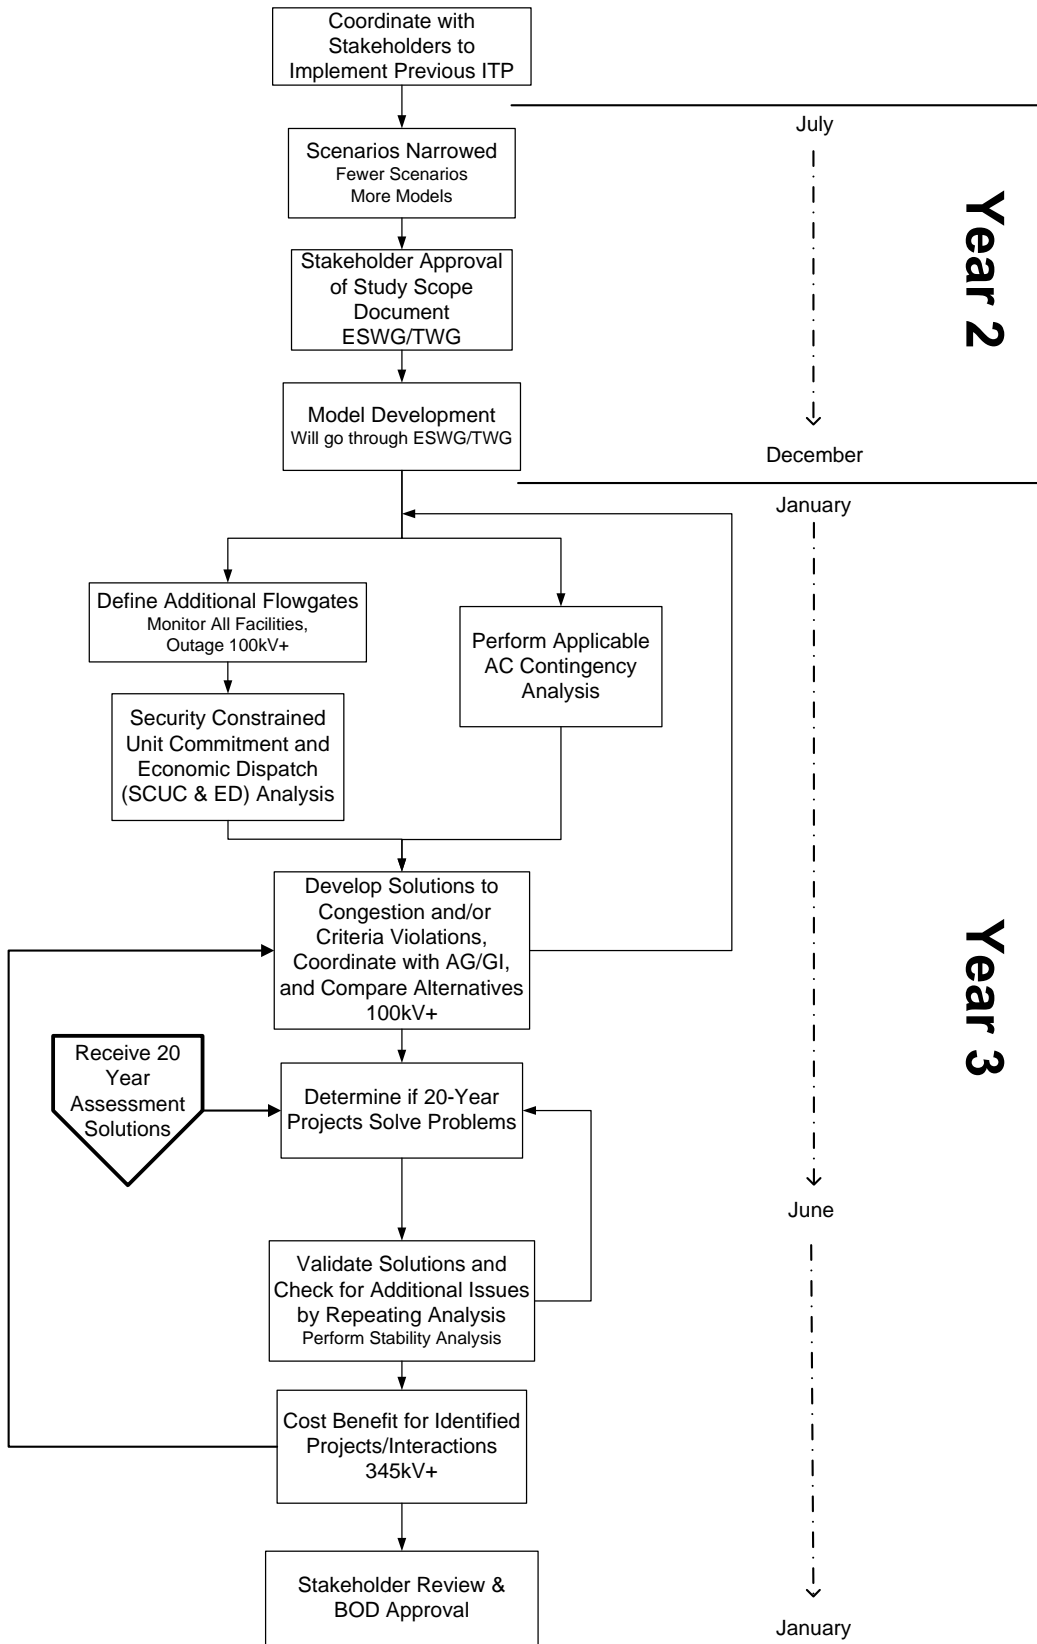 Coordinate with
Stakeholders to
Implement Previous ITP
July
Scenarios Narrowed
Fewer Scenarios
More Models
Year 2
Stakeholder Approval
of Study Scope
Document
ESWG/TWG
Model Development
Will go through ESWG/TWG
December
January
Define Additional Flowgates
Monitor All Facilities,
Outage 100kV+
Perform Applicable
AC Contingency
Analysis
Security Constrained
Unit Commitment and
Economic Dispatch
(SCUC & ED) Analysis
Develop Solutions to
Congestion and/or
Criteria Violations,
Coordinate with AG/GI,
and Compare Alternatives
100kV+
Year 3
Receive 20
Year
Assessment
Solutions
Determine if 20-Year
Projects Solve Problems
June
Validate Solutions and
Check for Additional Issues
by Repeating Analysis
Perform Stability Analysis
Cost Benefit for Identified
Projects/Interactions
345kV+
Stakeholder Review &
BOD Approval
January